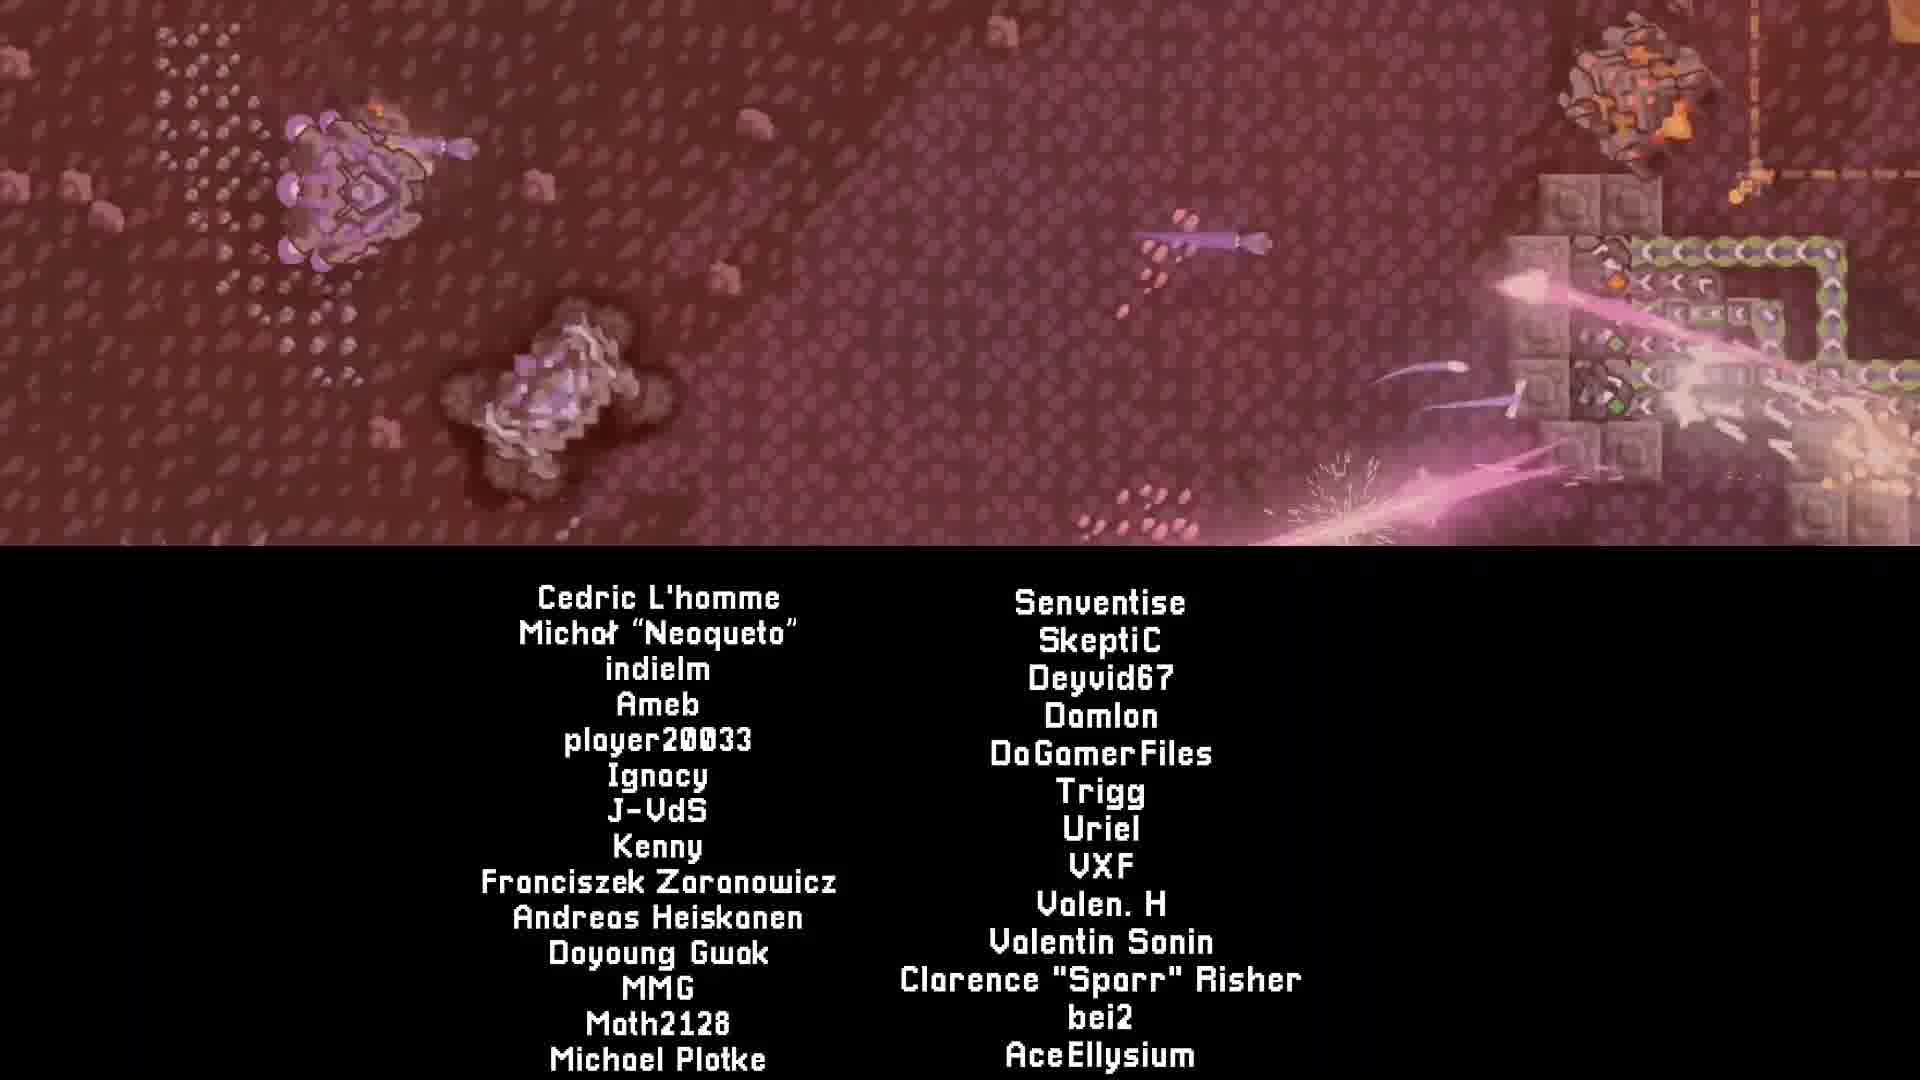 Cedric L'homme
Michał “Neoqueto”
indielm
Ameb
player20033
Ignacy
J-VdS
Kenny
Franciszek Zaranowicz
Andreas Heiskanen
Doyoung Gwak
MMG
Math2128
Michael Plotke
Senventise
SkeptiC
Deyvid67
Damlon
DaGamerFiles
Trigg
Uriel
VXF
Valen. H
Valentin Sonin
Clarence "Sparr" Risher
bei2
AceEllysium